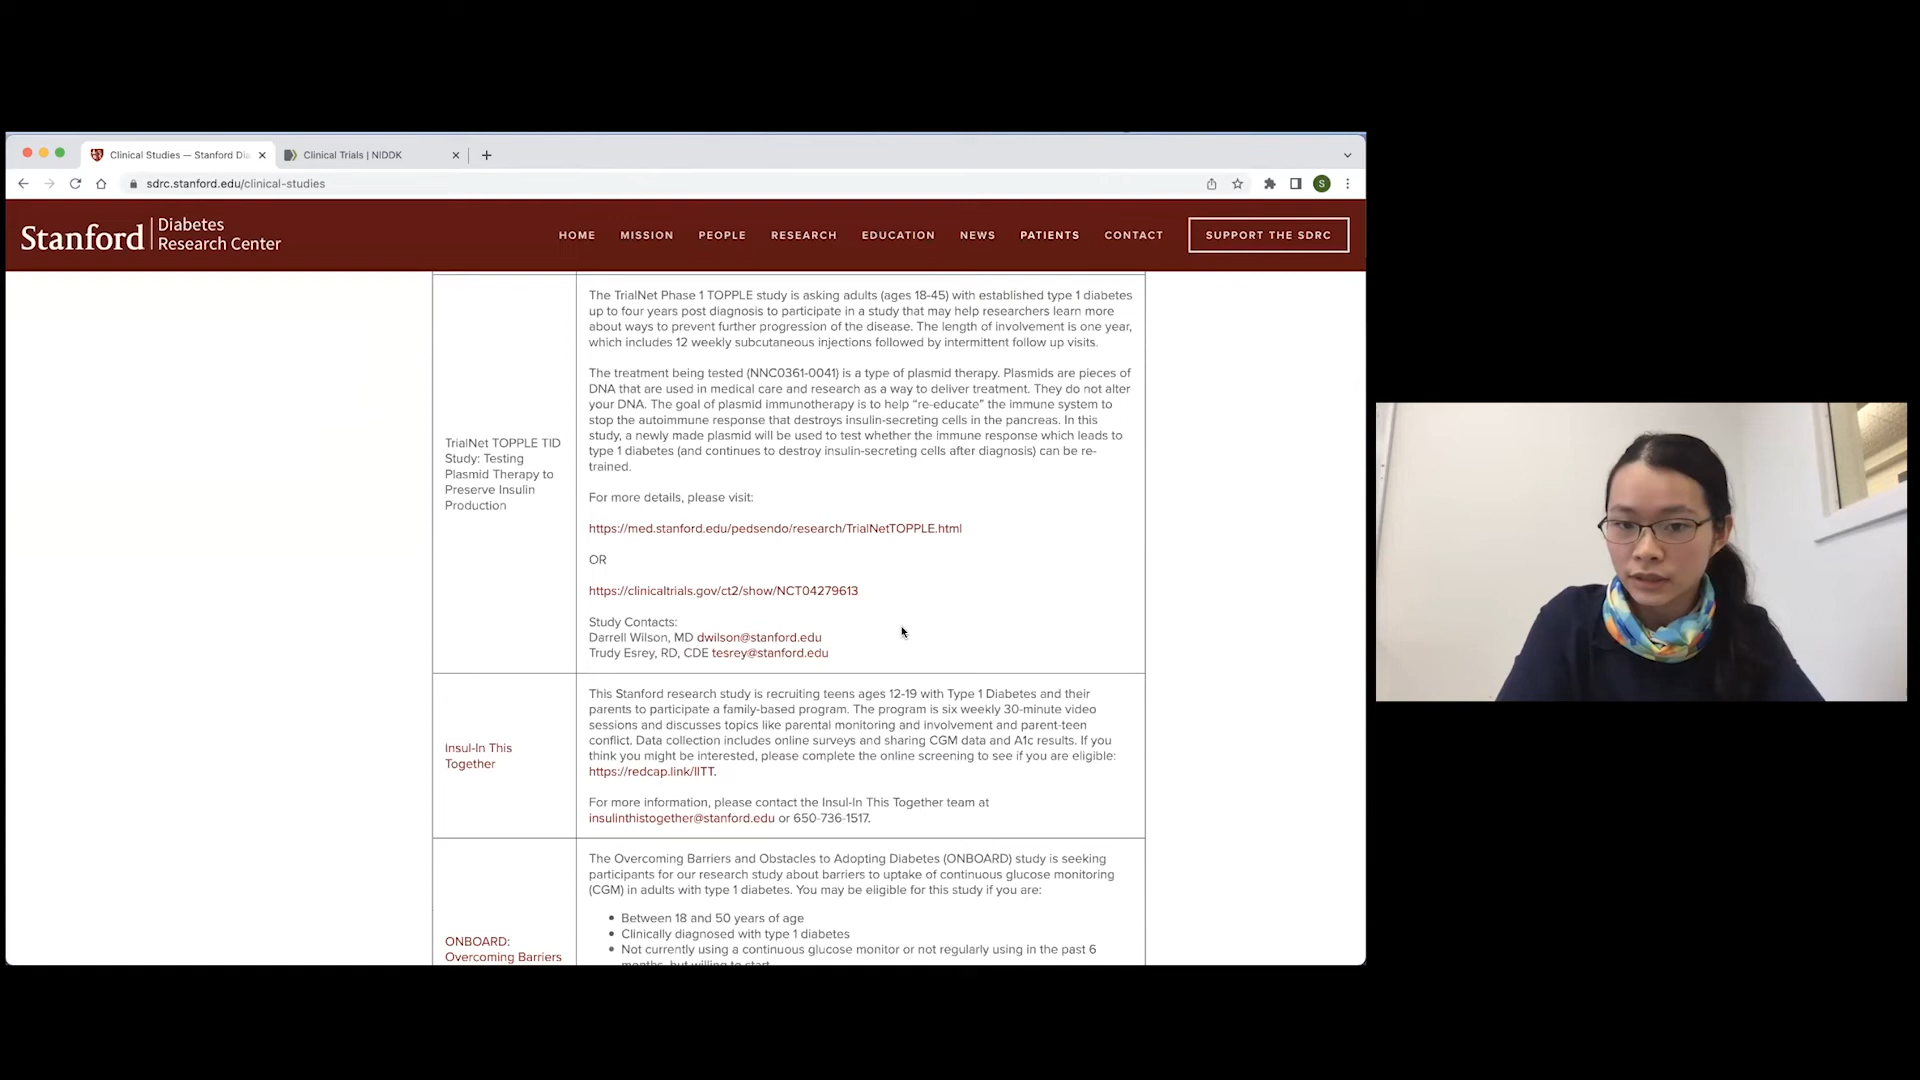 Clinical Studies — Stanford Dia
Clinical Trials | NIDDK
sdrc.stanford.edu/clinical-studies
S
Stanford | Diabetes
Research Center
HOME MISSION PEOPLE RESEARCH EDUCATION NEWS PATIENTS CONTACT SUPPORT THE SDRC
The TrialNet Phase 1 TOPPLE study is asking adults (ages 18-45) with established type 1 diabetes
up to four years post diagnosis to participate in a study that may help researchers learn more
about ways to prevent further progression of the disease. The length of involvement is one year,
which includes 12 weekly subcutaneous injections followed by intermittent follow up visits.
The treatment being tested (NNC0361-0041) is a type of plasmid therapy. Plasmids are pieces of
DNA that are used in medical care and research as a way to deliver treatment. They do not alter
your DNA. The goal of plasmid immunotherapy is to help “re-educate” the immune system to
stop the autoimmune response that destroys insulin-secreting cells in the pancreas. In this
study, a newly made plasmid will be used to test whether the immune response which leads to
type 1 diabetes (and continues to destroy insulin-secreting cells after diagnosis) can be re-
trained.
TrialNet TOPPLE TID
Study: Testing
Plasmid Therapy to
Preserve Insulin
Production
For more details, please visit:
https://med.stanford.edu/pedsendo/research/TrialNetTOPPLE.html
OR
https://clinicaltrials.gov/ct2/show/NCT04279613
Study Contacts:
Darrell Wilson, MD dwilson@stanford.edu
Trudy Esrey, RD, CDE tesrey@stanford.edu
This Stanford research study is recruiting teens ages 12-19 with Type 1 Diabetes and their
parents to participate a family-based program. The program is six weekly 30-minute video
sessions and discusses topics like parental monitoring and involvement and parent-teen
conflict. Data collection includes online surveys and sharing CGM data and A1c results. If you
think you might be interested, please complete the online screening to see if you are eligible:
https://redcap.link/IITT.
Insul-In This
Together
For more information, please contact the Insul-In This Together team at
insulinthistogether@stanford.edu or 650-736-1517.
The Overcoming Barriers and Obstacles to Adopting Diabetes (ONBOARD) study is seeking
participants for our research study about barriers to uptake of continuous glucose monitoring
(CGM) in adults with type 1 diabetes. You may be eligible for this study if you are:
Between 18 and 50 years of age
Clinically diagnosed with type 1 diabetes
Not currently using a continuous glucose monitor or not regularly using in the past 6
months, but willing to start
ONBOARD:
Overcoming Barriers